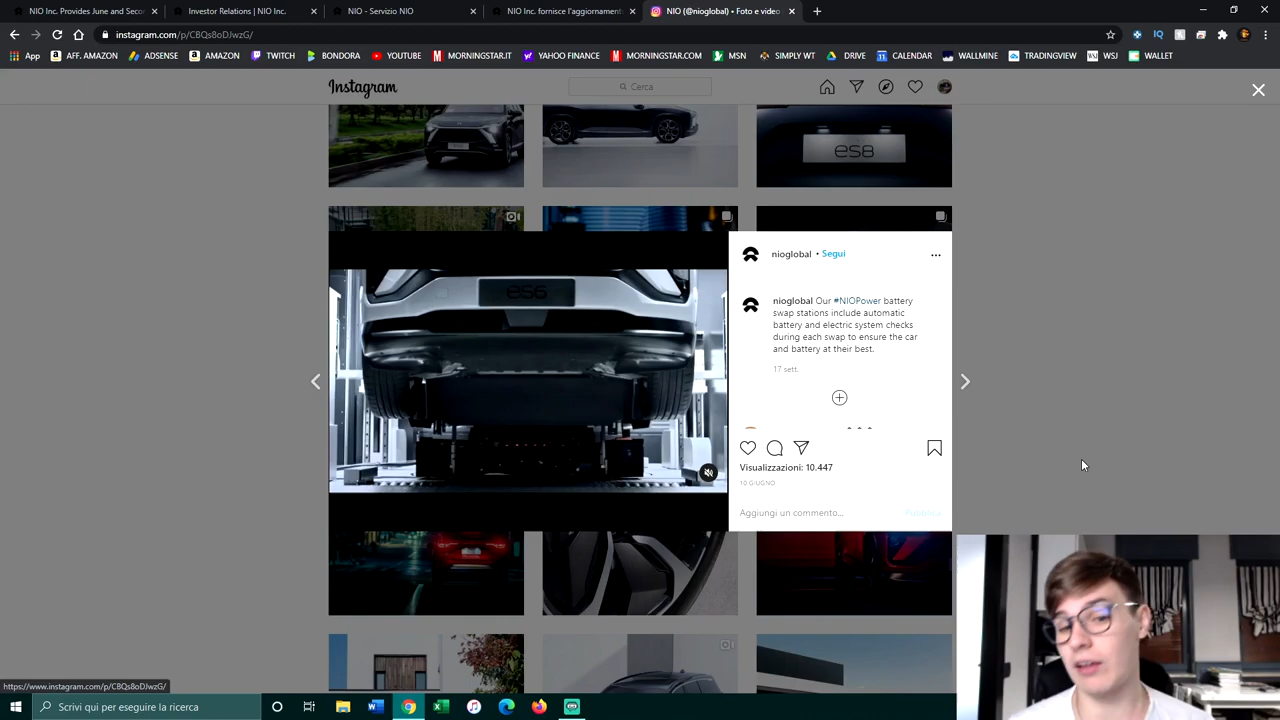 NIO Inc. Provides June and Secon
Investor Relations | NIO Inc.
NIO - Servizio NIO
NIO Inc. fornisce l'aggiornament
NIO (@nioglobal) • Foto e video
instagram.com/p/CBQs8oDJwzG/
App
AFF. AMAZON
ADSENSE
AMAZON
TWITCH
BONDORA
YOUTUBE
MORNINGSTAR.IT
YAHOO FINANCE
MORNINGSTAR.COM
MSN
SIMPLY WT
DRIVE
CALENDAR
WALLMINE
TRADINGVIEW
WSJ
WALLET
Instagram
Cerca
ES8
ES6
nioglobal • Segui
nioglobal Our #NIOPower battery
swap stations include automatic
battery and electric system checks
during each swap to ensure the car
and battery at their best.
17 sett.
Visualizzazioni: 10.447
10 GIUGNO
Aggiungi un commento...
Pubblica
https://www.instagram.com/p/CBQs8oDJwzG/
Scrivi qui per eseguire la ricerca